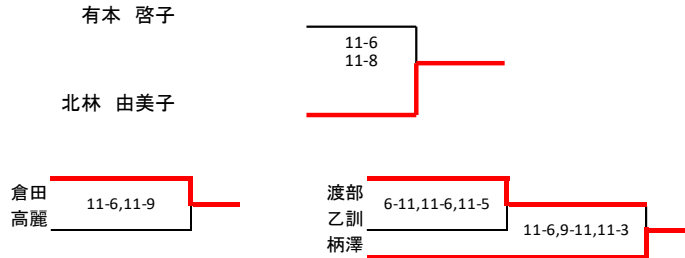 有本　啓子
11-6
11-8
北林　由美子
倉田
11-6,11-9
高麗
渡部
6-11,11-6,11-5
乙訓
11-6,9-11,11-3
柄澤